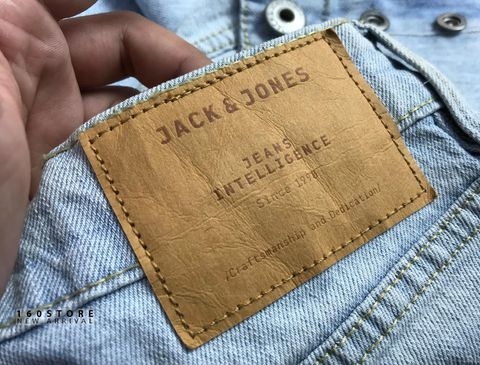 JACK & JONES
JEANS
INTELLIGENCE
Since 1990
/Craftsmanship and Dedication/
160STORE
NEW ARRIVAL